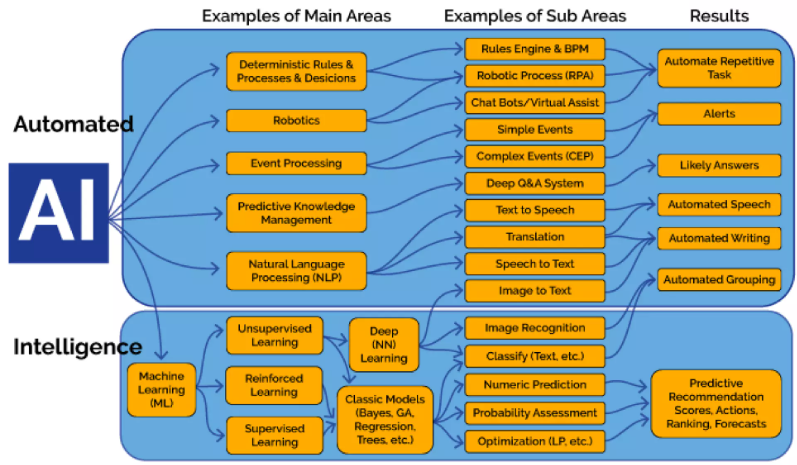 Examples of Main Areas
Examples of Sub Areas
Results
Automated
AI
Intelligence
Deterministic Rules &
Processes & Desicions
Robotics
Event Processing
Predictive Knowledge
Management
Natural Language
Processing (NLP)
Rules Engine & BPM
Robotic Process (RPA)
Chat Bots/Virtual Assist
Simple Events
Complex Events (CEP)
Deep Q&A System
Text to Speech
Translation
Speech to Text
Image to Text
Automate Repetitive
Task
Alerts
Likely Answers
Automated Speech
Automated Writing
Automated Grouping
Machine
Learning
(ML)
Unsupervised
Learning
Reinforced
Learning
Supervised
Learning
Deep
(NN)
Learning
Classic Models
(Bayes, GA,
Regression,
Trees, etc.)
Image Recognition
Classify (Text, etc.)
Numeric Prediction
Probability Assessment
Optimization (LP, etc.)
Predictive
Recommendation
Scores, Actions,
Ranking, Forecasts